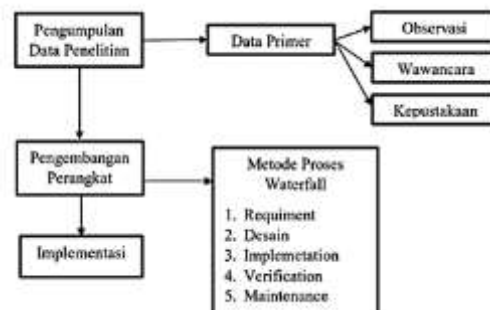 Pengumpulan
Data Penelitian
Data Primer
Observasi
Wawancara
Kepustakaan
Pengembangan
Perangkat
Metode Proses
Waterfall
1. Requiment
2. Desain
3. Implemetation
4. Verification
5. Maintenance
Implementasi